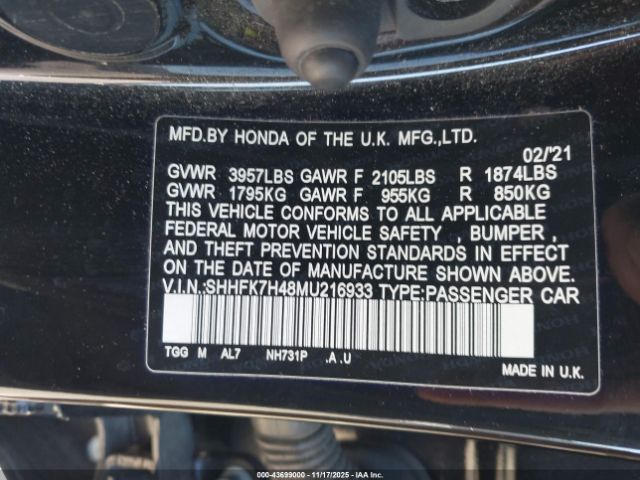 MFD.BY HONDA OF THE U.K. MFG.,LTD.
02/'21
GVWR 3957LBS GAWR F 2105LBS R 1874LBS
GVWR 1795KG GAWR F 955KG R 850KG
THIS VEHICLE CONFORMS TO ALL APPLICABLE
FEDERAL MOTOR VEHICLE SAFETY , BUMPER ,
AND THEFT PREVENTION STANDARDS IN EFFECT
ON THE DATE OF MANUFACTURE SHOWN ABOVE.
V.I.N.:SHHFK7H48MU216933 TYPE:PASSENGER CAR
TGG M AL7 NH731P .A .U
MADE IN U.K.
000-43699000 - 11/17/2025 - IAAI.COM